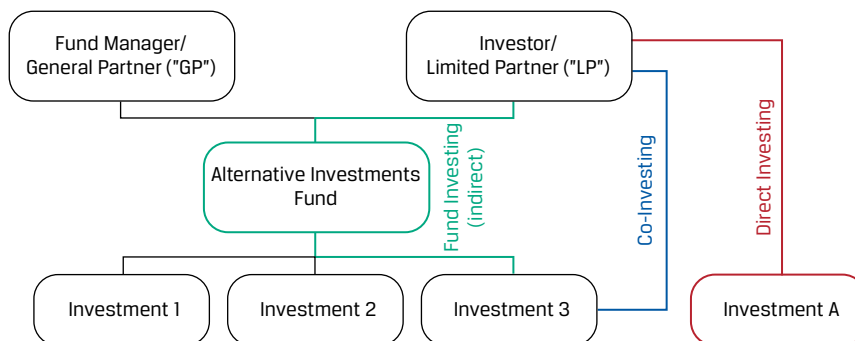 Fund Manager/
General Partner ("GP")
Investor/
Limited Partner ("LP")
Alternative Investments
Fund
Fund Investing
(indirect)
Co-Investing
Direct Investing
Investment 1
Investment 2
Investment 3
Investment A